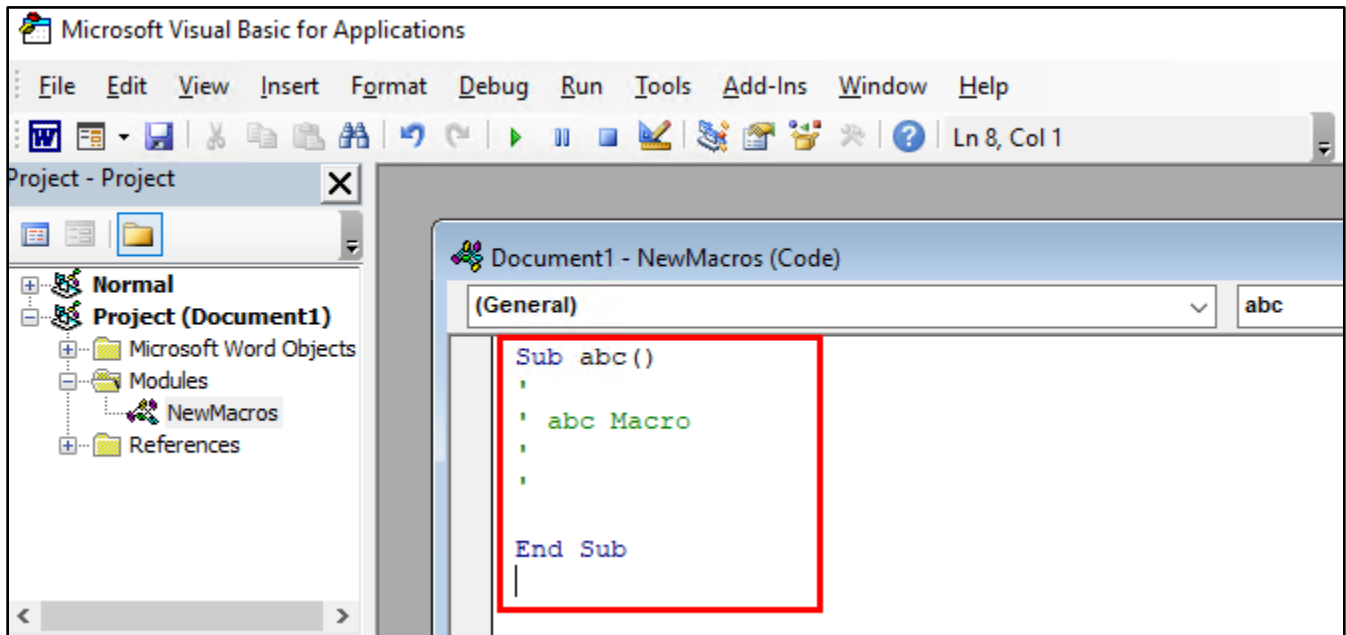 Microsoft Visual Basic for Applications
File Edit View Insert Format Debug Run Tools Add-Ins Window Help
Ln 8, Col 1
Project - Project
Normal
Project (Document1)
Microsoft Word Objects
Modules
NewMacros
References
Document1 - NewMacros (Code)
(General) abc
Sub abc()
'
' abc Macro
'
'
End Sub